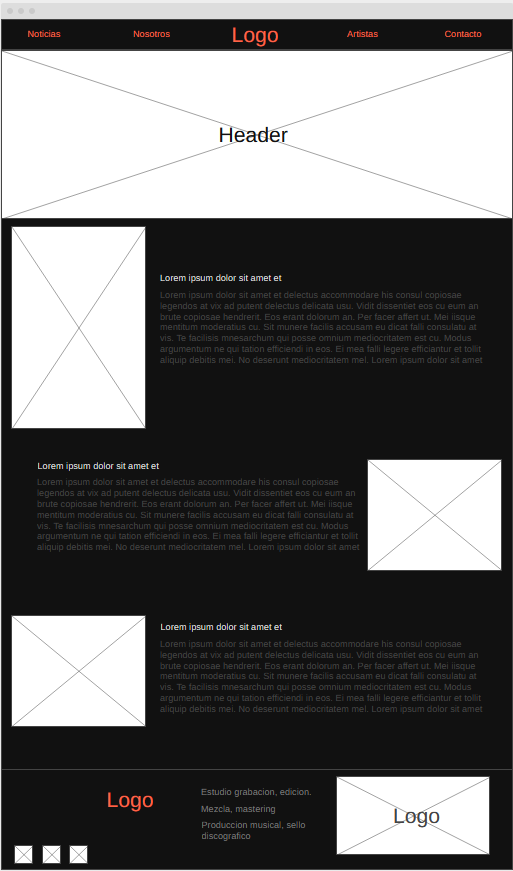 Noticias Nosotros Logo Artistas Contacto
Header
Lorem ipsum dolor sit amet et
Lorem ipsum dolor sit amet et delectus accommodare his consul copiosae
legendos at vix ad putent delectus delicata usu. Vidit dissentiet eos cu eum an
brute copiosae hendrerit. Eos erant dolorum an. Per facer affert ut. Mei iisque
mentitum moderatius cu. Sit munere facilis accusam eu dicat falli consulatu at
vis. Te facilisis mnesarchum qui posse omnium mediocritatem est cu. Modus
argumentum ne qui tation efficiendi in eos. Ei mea falli legere efficiantur et tollit
aliquip debitis mei. No deserunt mediocritatem mel. Lorem ipsum dolor sit amet
Lorem ipsum dolor sit amet et
Lorem ipsum dolor sit amet et delectus accommodare his consul copiosae
legendos at vix ad putent delectus delicata usu. Vidit dissentiet eos cu eum an
brute copiosae hendrerit. Eos erant dolorum an. Per facer affert ut. Mei iisque
mentitum moderatius cu. Sit munere facilis accusam eu dicat falli consulatu at
vis. Te facilisis mnesarchum qui posse omnium mediocritatem est cu. Modus
argumentum ne qui tation efficiendi in eos. Ei mea falli legere efficiantur et tollit
aliquip debitis mei. No deserunt mediocritatem mel. Lorem ipsum dolor sit amet
Lorem ipsum dolor sit amet et
Lorem ipsum dolor sit amet et delectus accommodare his consul copiosae
legendos at vix ad putent delectus delicata usu. Vidit dissentiet eos cu eum an
brute copiosae hendrerit. Eos erant dolorum an. Per facer affert ut. Mei iisque
mentitum moderatius cu. Sit munere facilis accusam eu dicat falli consulatu at
vis. Te facilisis mnesarchum qui posse omnium mediocritatem est cu. Modus
argumentum ne qui tation efficiendi in eos. Ei mea falli legere efficiantur et tollit
aliquip debitis mei. No deserunt mediocritatem mel. Lorem ipsum dolor sit amet
Logo
Estudio grabacion, edicion.
Mezcla, mastering
Produccion musical, sello
discografico
Logo